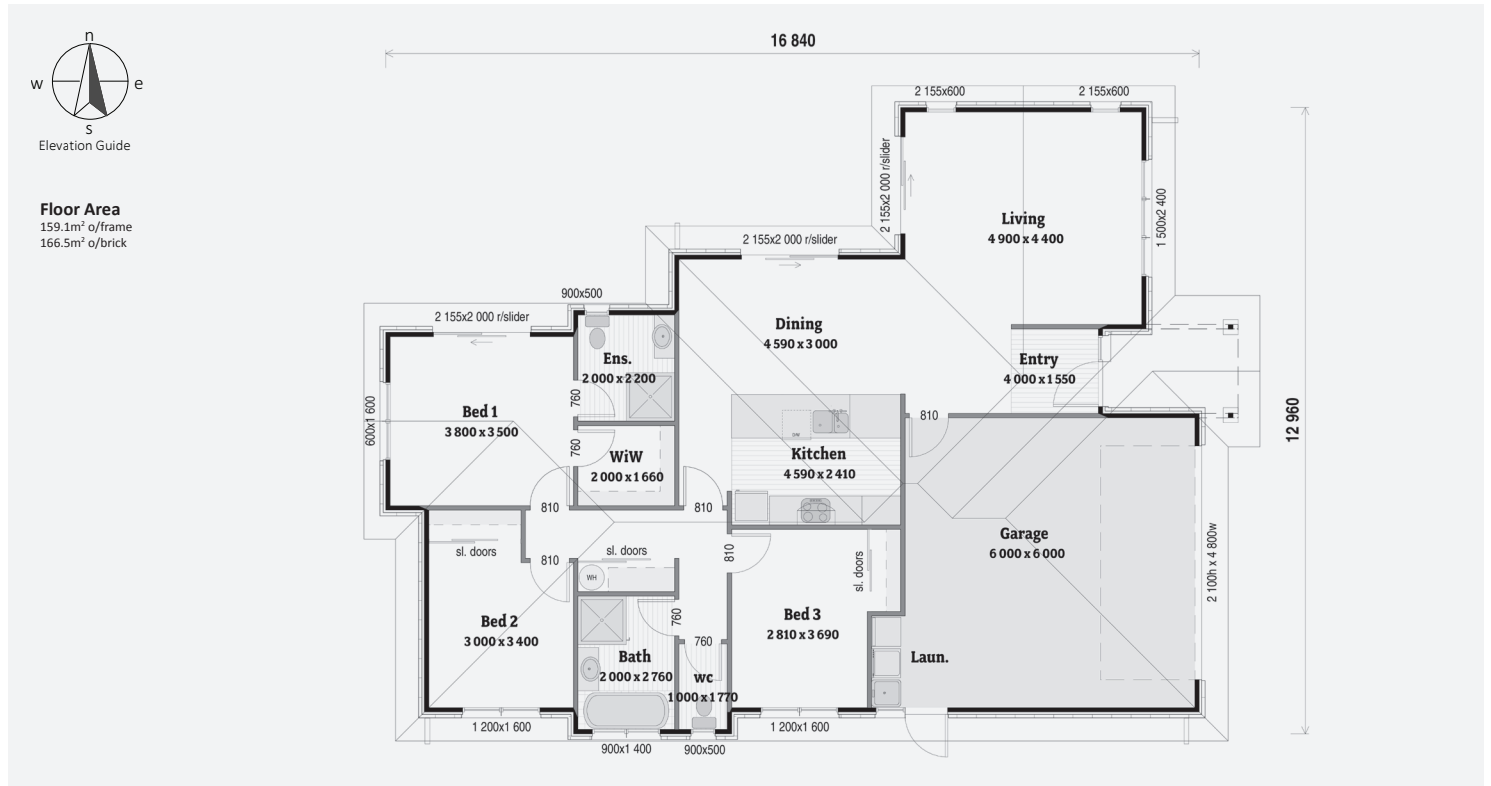 n
w
e
s
Elevation Guide
Floor Area
159.1m² o/frame
166.5m² o/brick
16 840
12 960
2 155x600
2 155x600
2 155x2 000 r/slider
Living
4 900 x 4 400
1 500x2 400
2 155x2 000 r/slider
900x500
2 155x2 000 r/slider
Dining
4 590 x 3 000
Ens.
2 000 x 2 200
Entry
4 000 x 1 550
760
600x1 600
Bed 1
3 800 x 3 500
810
760
WiW
2 000 x 1 660
D/W
Kitchen
4 590 x 2 410
810
810
Garage
6 000 x 6 000
2 100h x 4 800w
sl. doors
810
sl. doors
WH
810
sl. doors
Bed 2
3 000 x 3 400
760
Bed 3
2 810 x 3 690
760
Bath
2 000 x 2 760
wc
1 000 x 1 770
Laun.
1 200x1 600
900x1 400
900x500
1 200x1 600